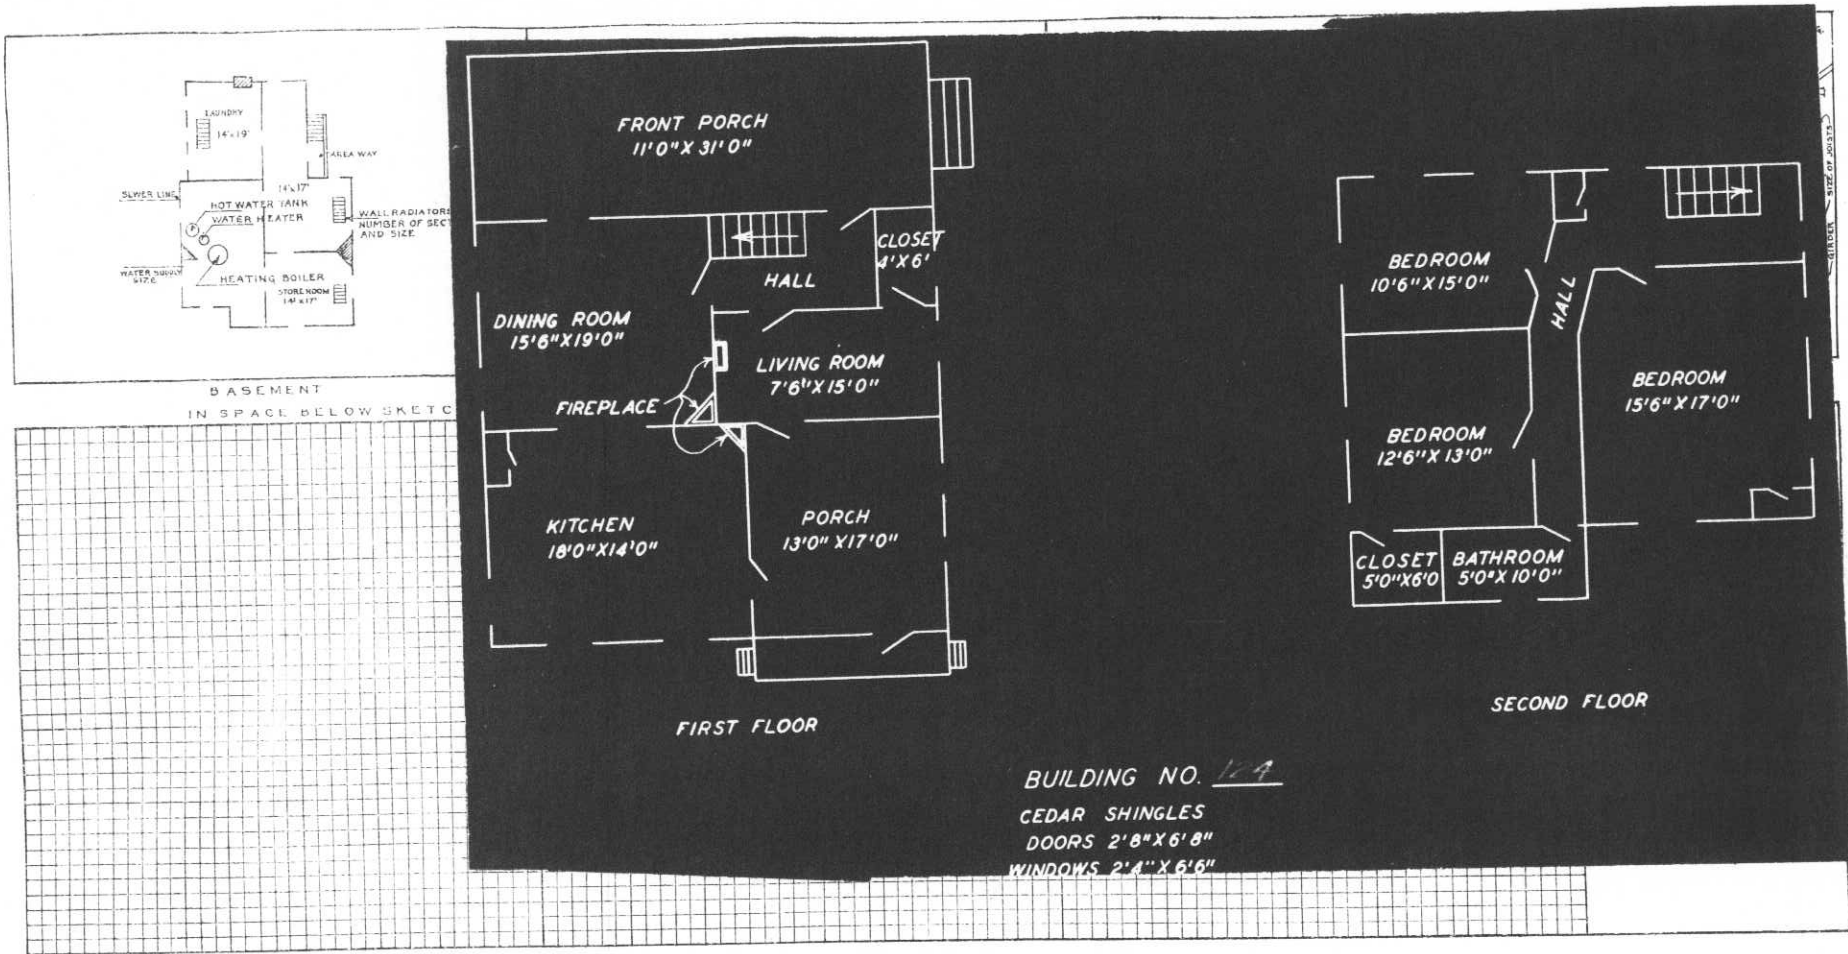 LAUNDRY
14'x19'
AREA WAY
SEWER LINE
14'x17'
HOT WATER TANK
WATER HEATER
WALL RADIATORS
NUMBER OF SECT
AND SIZE
WATER SUPPLY
SIZE
HEATING BOILER
STOREROOM
14'x17'
BASEMENT
IN SPACE BELOW SKETC
FRONT PORCH
11'0"X 31'0"
CLOSET
4'X6'
HALL
DINING ROOM
15'6"X19'0"
LIVING ROOM
7'6"X15'0"
FIREPLACE
KITCHEN
18'0"X14'0"
PORCH
13'0"X17'0"
FIRST FLOOR
BEDROOM
10'6"X15'0"
HALL
BEDROOM
15'6"X17'0"
BEDROOM
12'6"X13'0"
CLOSET
5'0"X6'0
BATHROOM
5'0"X10'0"
SECOND FLOOR
GIRDER
SIZE OF JOISTS
BUILDING NO. 124
CEDAR SHINGLES
DOORS 2'8"X6'8"
WINDOWS 2'4"X6'6"